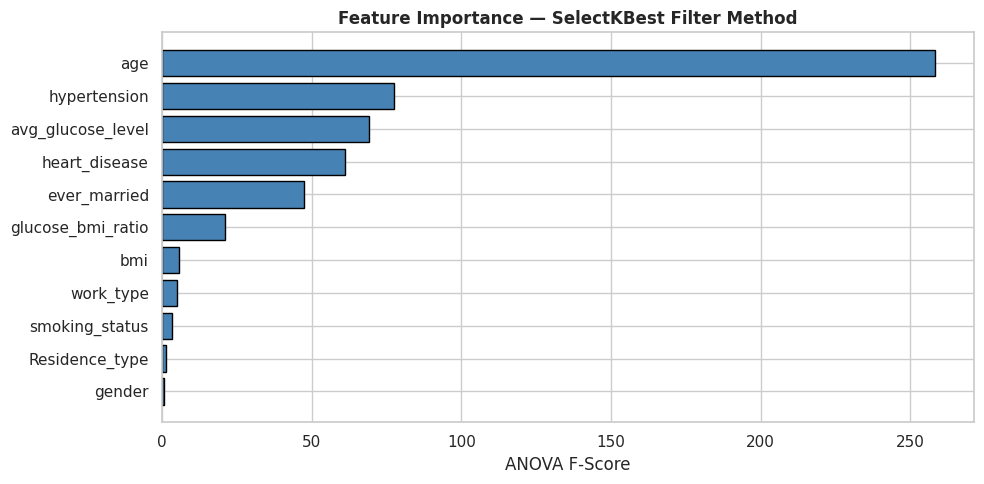 Feature Importance — SelectKBest Filter Method
age
hypertension
avg_glucose_level
heart_disease
ever_married
glucose_bmi_ratio
bmi
work_type
smoking_status
Residence_type
gender
0 50 100 150 200 250
ANOVA F-Score